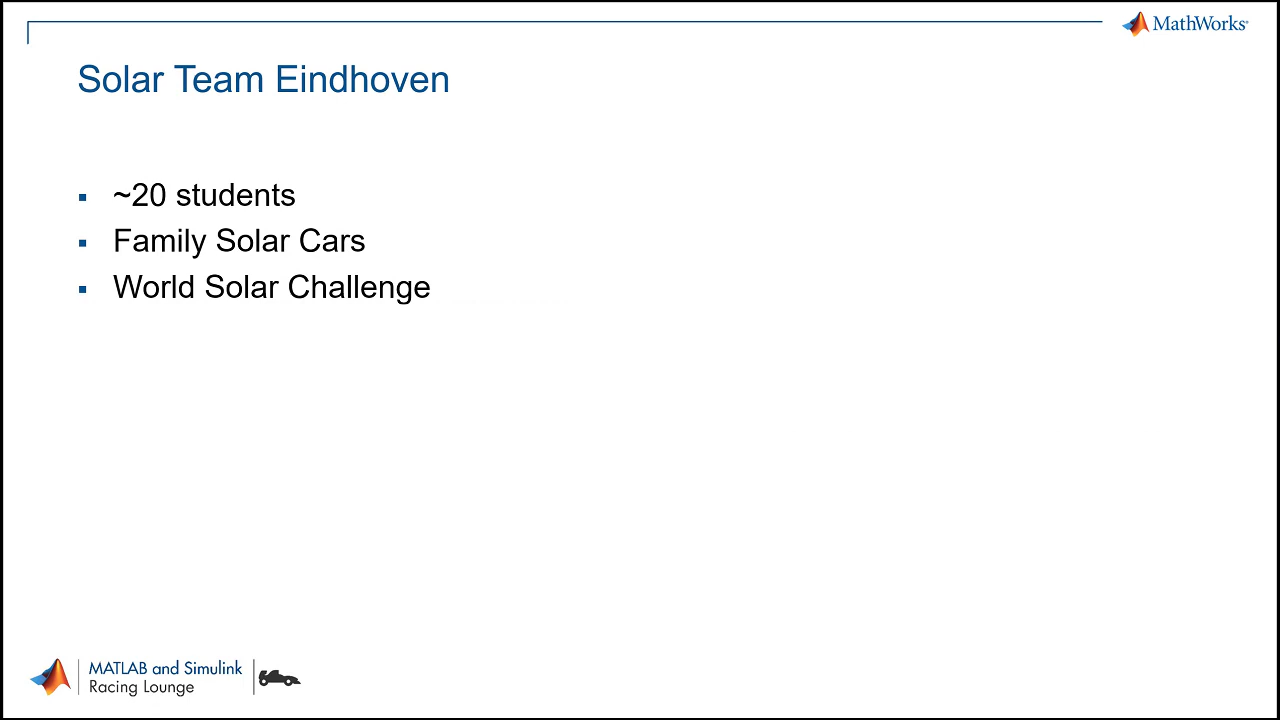 MathWorks®
Solar Team Eindhoven
▪ ~20 students
▪ Family Solar Cars
▪ World Solar Challenge
MATLAB and Simulink
Racing Lounge